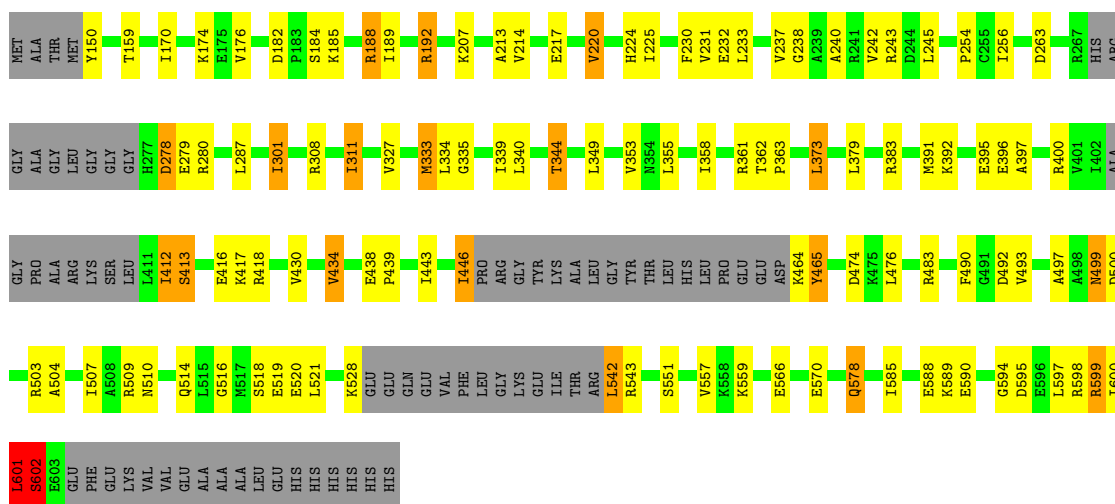 MET ALA THR MET Y150 T159 I170 K174 E175 V176 D182 P183 S184 K185 R188 I189 R192 K207 A213 V214 E217 V220 H224 I225 F230 V231 E232 L233 V237 G238 A239 A240 R241 V242 R243 D244 L245 P254 C255 I256 D263 R267 HIS ARG
GLY ALA GLY LEU GLY GLY GLY H277 D278 E279 R280 L287 I301 R308 I311 V327 M333 L334 G335 I339 L340 T344 L349 V353 N354 L355 I358 R361 T362 P363 L373 L379 R383 M391 K392 E395 E396 A397 R400 V401 I402 ALA
GLY PRO ALA ARG LYS SER LEU L411 I412 S413 E416 K417 R418 V430 V434 E438 P439 I443 I446 PRO ARG GLY TYR LYS ALA LEU GLY TYR THR LEU HIS LEU PRO GLU GLU ASP K464 Y465 D474 K475 L476 R483 F490 G491 D492 V493 A497 A498 N499 D500
R503 A504 I507 A508 R509 N510 Q514 L515 G516 M517 S518 E519 E520 L521 K528 GLU GLU GLN GLU VAL PHE LEU GLY LYS GLU ILE THR ARG L542 R543 S551 V557 K558 K559 E566 E570 Q578 I585 E588 K589 E590 G594 D595 E596 L597 R598 R599 I600
L601 S602 E603 GLU PHE GLU LYS VAL VAL GLU ALA ALA ALA LEU GLU HIS HIS HIS HIS HIS HIS